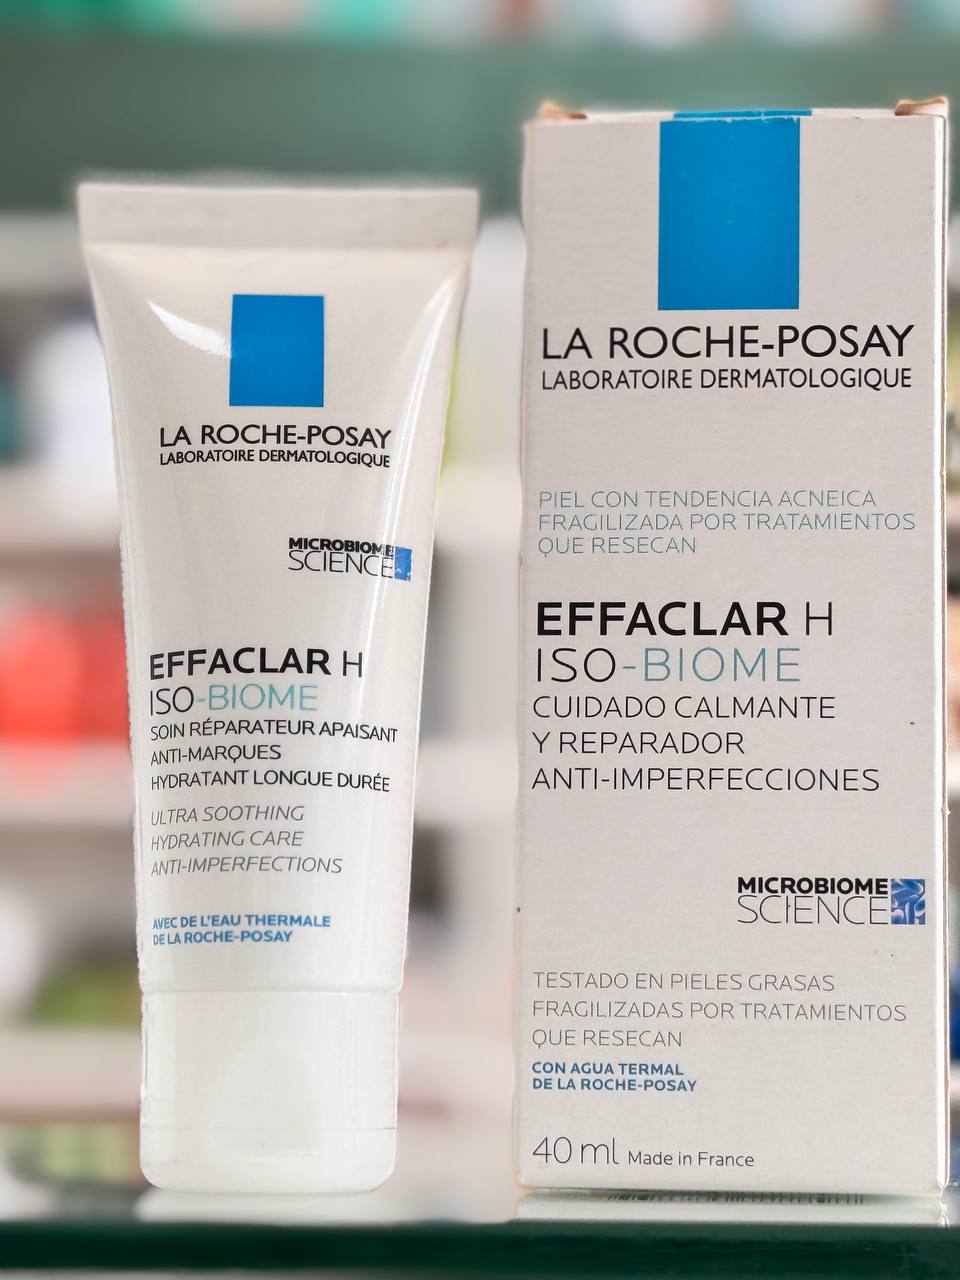 LA ROCHE-POSAY
LABORATOIRE DERMATOLOGIQUE
MICROBIOME
SCIENCE
EFFACLAR H
ISO-BIOME
SOIN RÉPARATEUR APAISANT
ANTI-MARQUES
HYDRATANT LONGUE DURÉE
ULTRA SOOTHING
HYDRATING CARE
ANTI-IMPERFECTIONS
AVEC DE L'EAU THERMALE
DE LA ROCHE-POSAY
LA ROCHE-POSAY
LABORATOIRE DERMATOLOGIQUE
PIEL CON TENDENCIA ACNEICA
FRAGILIZADA POR TRATAMIENTOS
QUE RESECAN
EFFACLAR H
ISO-BIOME
CUIDADO CALMANTE
Y REPARADOR
ANTI-IMPERFECCIONES
MICROBIOME
SCIENCE
TESTADO EN PIELES GRASAS
FRAGILIZADAS POR TRATAMIENTOS
QUE RESECAN
CON AGUA TERMAL
DE LA ROCHE-POSAY
40 ml Made in France